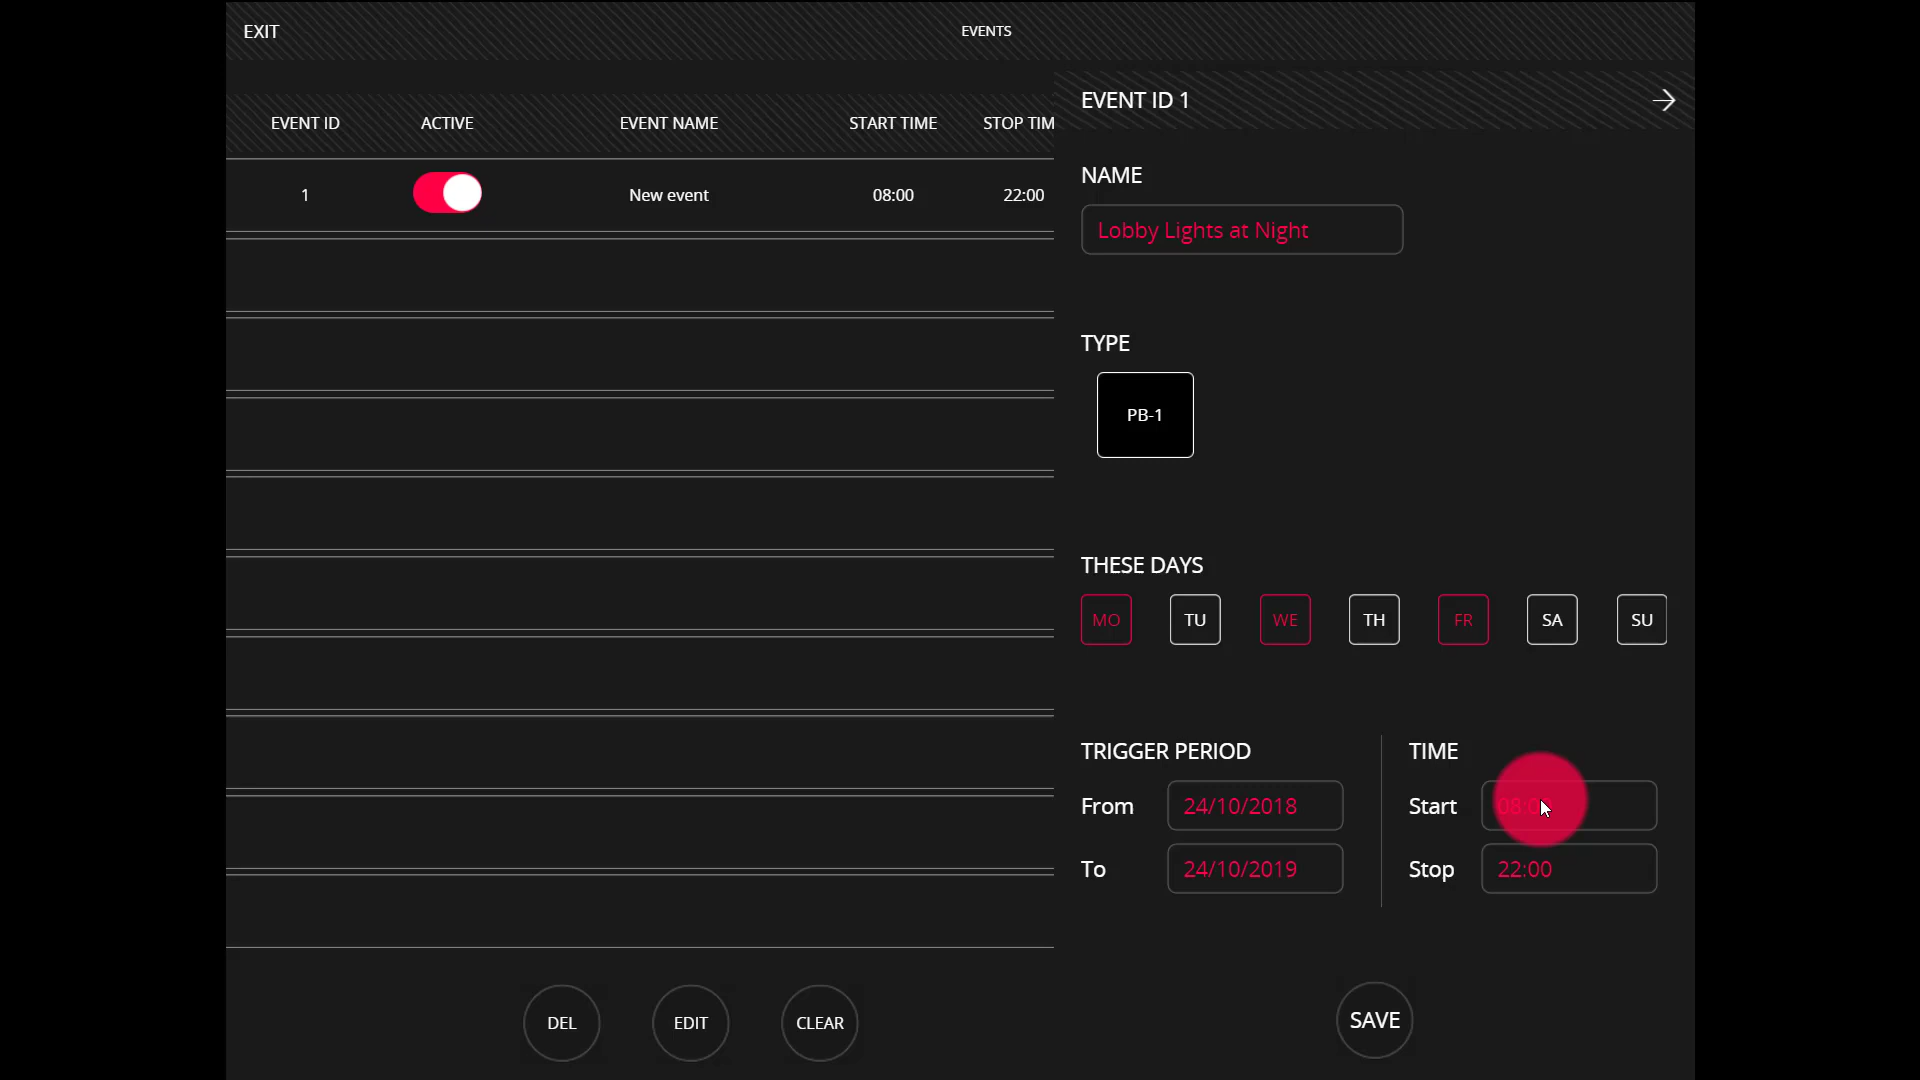 EXIT
EVENTS
EVENT ID
ACTIVE
EVENT NAME
START TIME
STOP TIM
1
New event
08:00
22:00
EVENT ID 1
NAME
Lobby Lights at Night
TYPE
PB-1
THESE DAYS
MO
TU
WE
TH
FR
SA
SU
TRIGGER PERIOD
From
24/10/2018
To
24/10/2019
TIME
Start
08:00
Stop
22:00
DEL
EDIT
CLEAR
SAVE